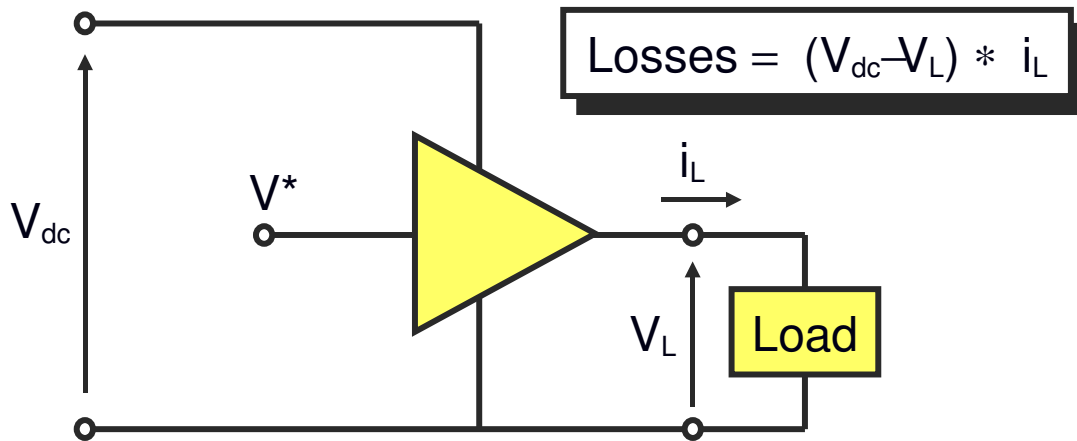 Losses = (Vdc–VL) * iL
iL
V*
Vdc
VL
Load